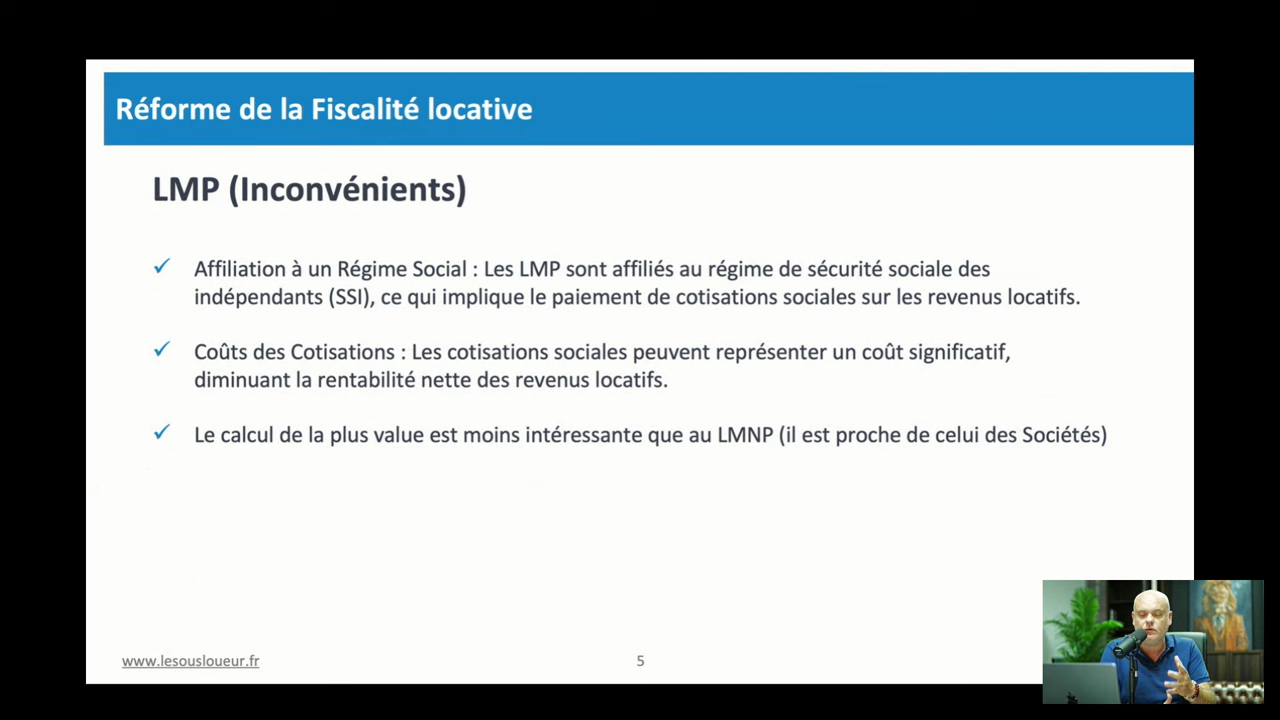 Réforme de la Fiscalité locative
LMP (Inconvénients)
✓ Affiliation à un Régime Social : Les LMP sont affiliés au régime de sécurité sociale des
indépendants (SSI), ce qui implique le paiement de cotisations sociales sur les revenus locatifs.
✓ Coûts des Cotisations : Les cotisations sociales peuvent représenter un coût significatif,
diminuant la rentabilité nette des revenus locatifs.
✓ Le calcul de la plus value est moins intéressante que au LMNP (il est proche de celui des Sociétés)
www.lesousloueur.fr
5